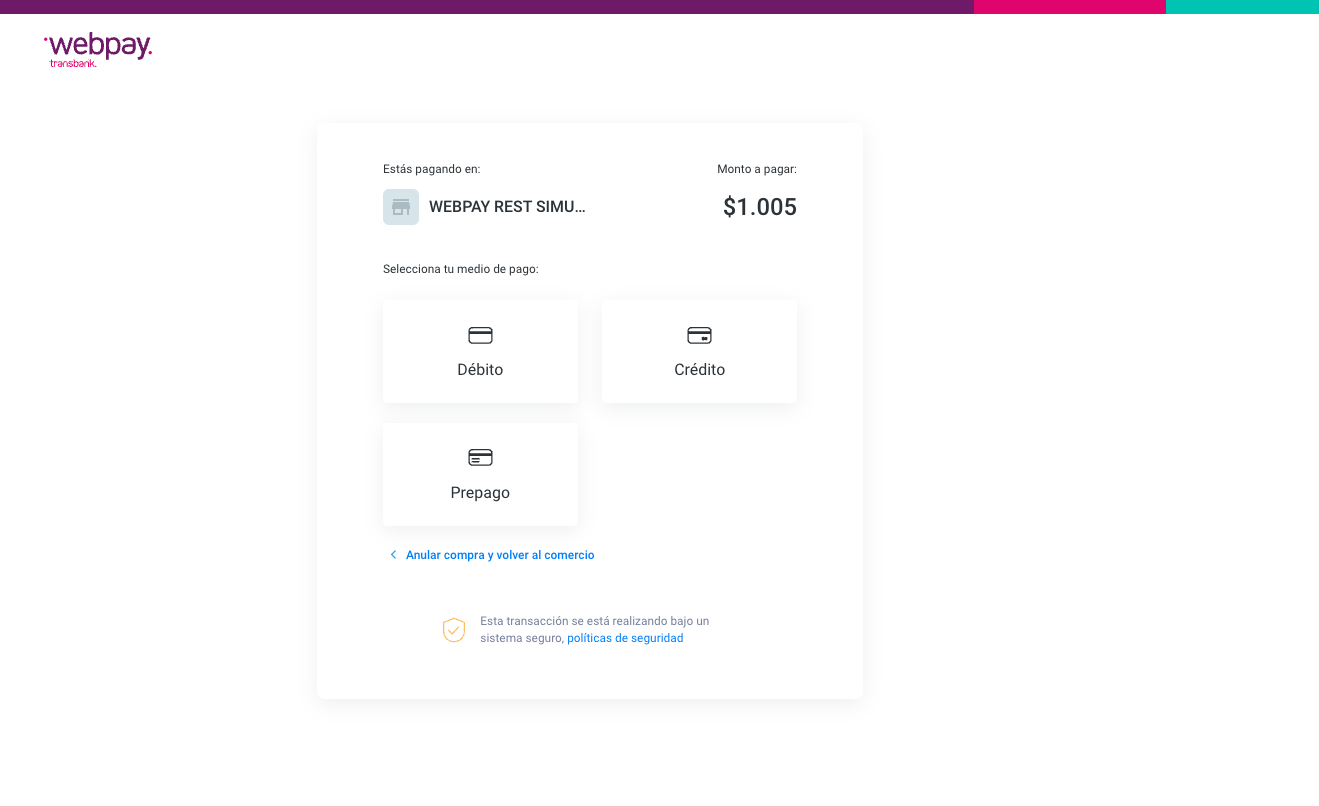 webpay.
transbank.
Estás pagando en:
Monto a pagar:
WEBPAY REST SIMU...
$1.005
Selecciona tu medio de pago:
Débito
Crédito
Prepago
Anular compra y volver al comercio
Esta transacción se está realizando bajo un
sistema seguro, políticas de seguridad